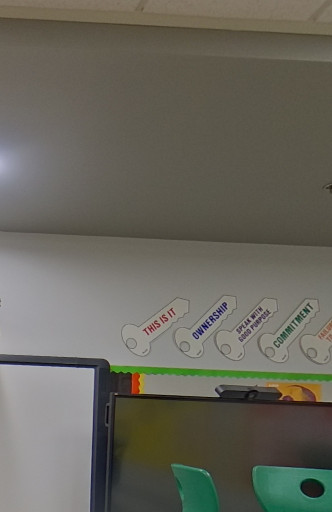 THIS IS IT
OWNERSHIP
SPEAK WITH
GOOD PURPOSE
COMMITMENT